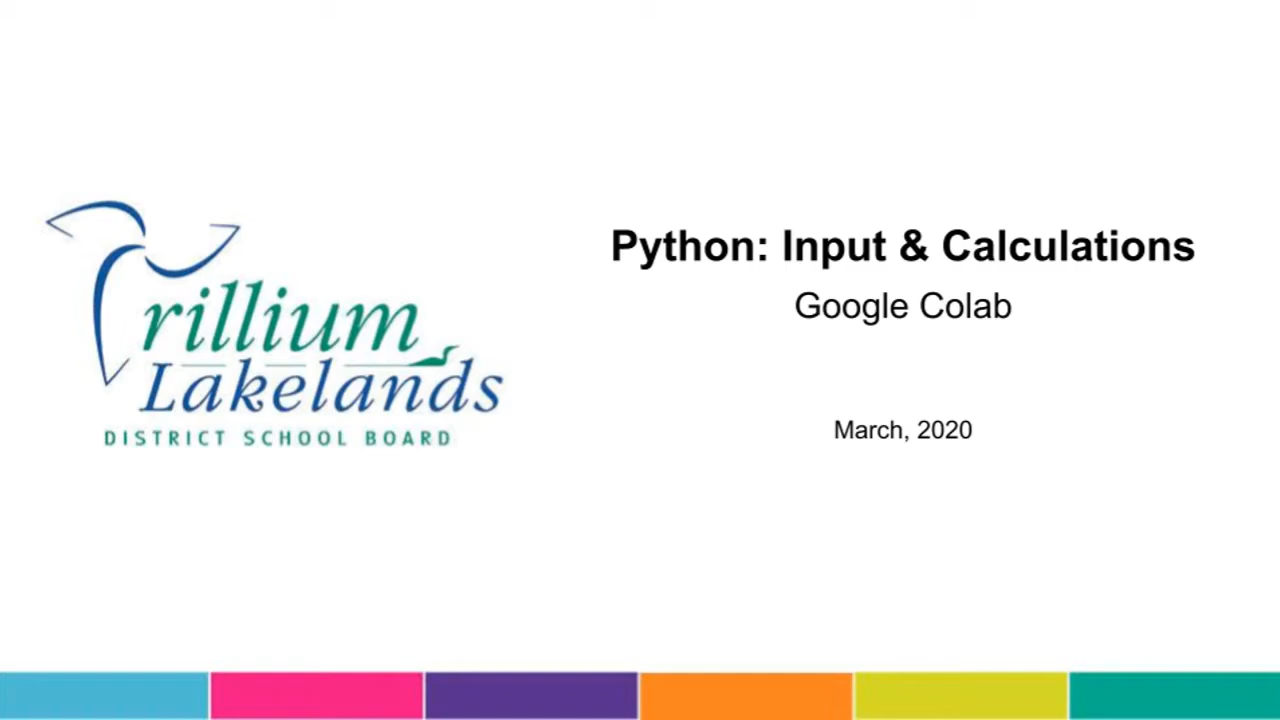 Trillium
Lakelands
DISTRICT SCHOOL BOARD
Python: Input & Calculations
Google Colab
March, 2020